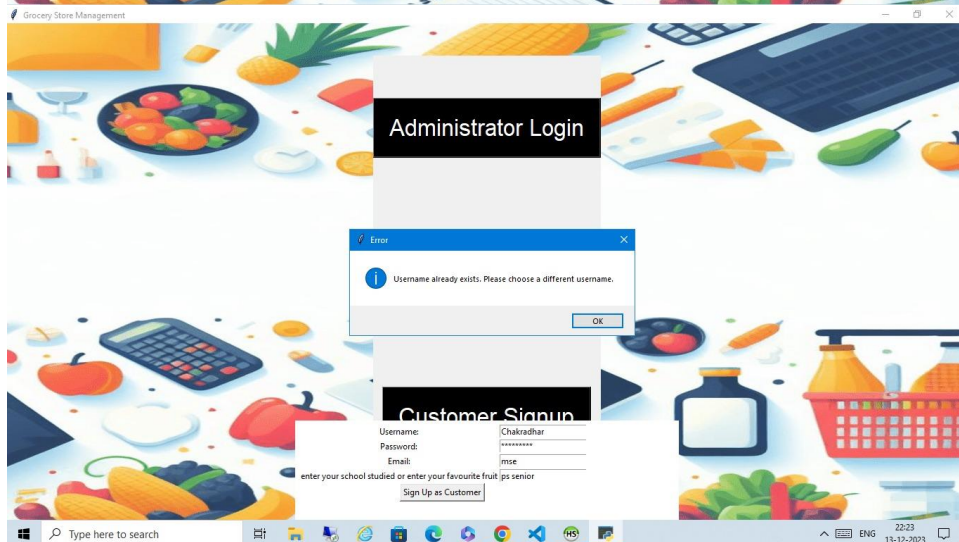 Grocery Store Management
Administrator Login
Error
Username already exists. Please choose a different username.
OK
Customer Signup
Username: Chakradhar
Password: *********
Email: mse
enter your school studied or enter your favourite fruit ps senior
Sign Up as Customer
Type here to search
ENG
22:23
13-12-2023